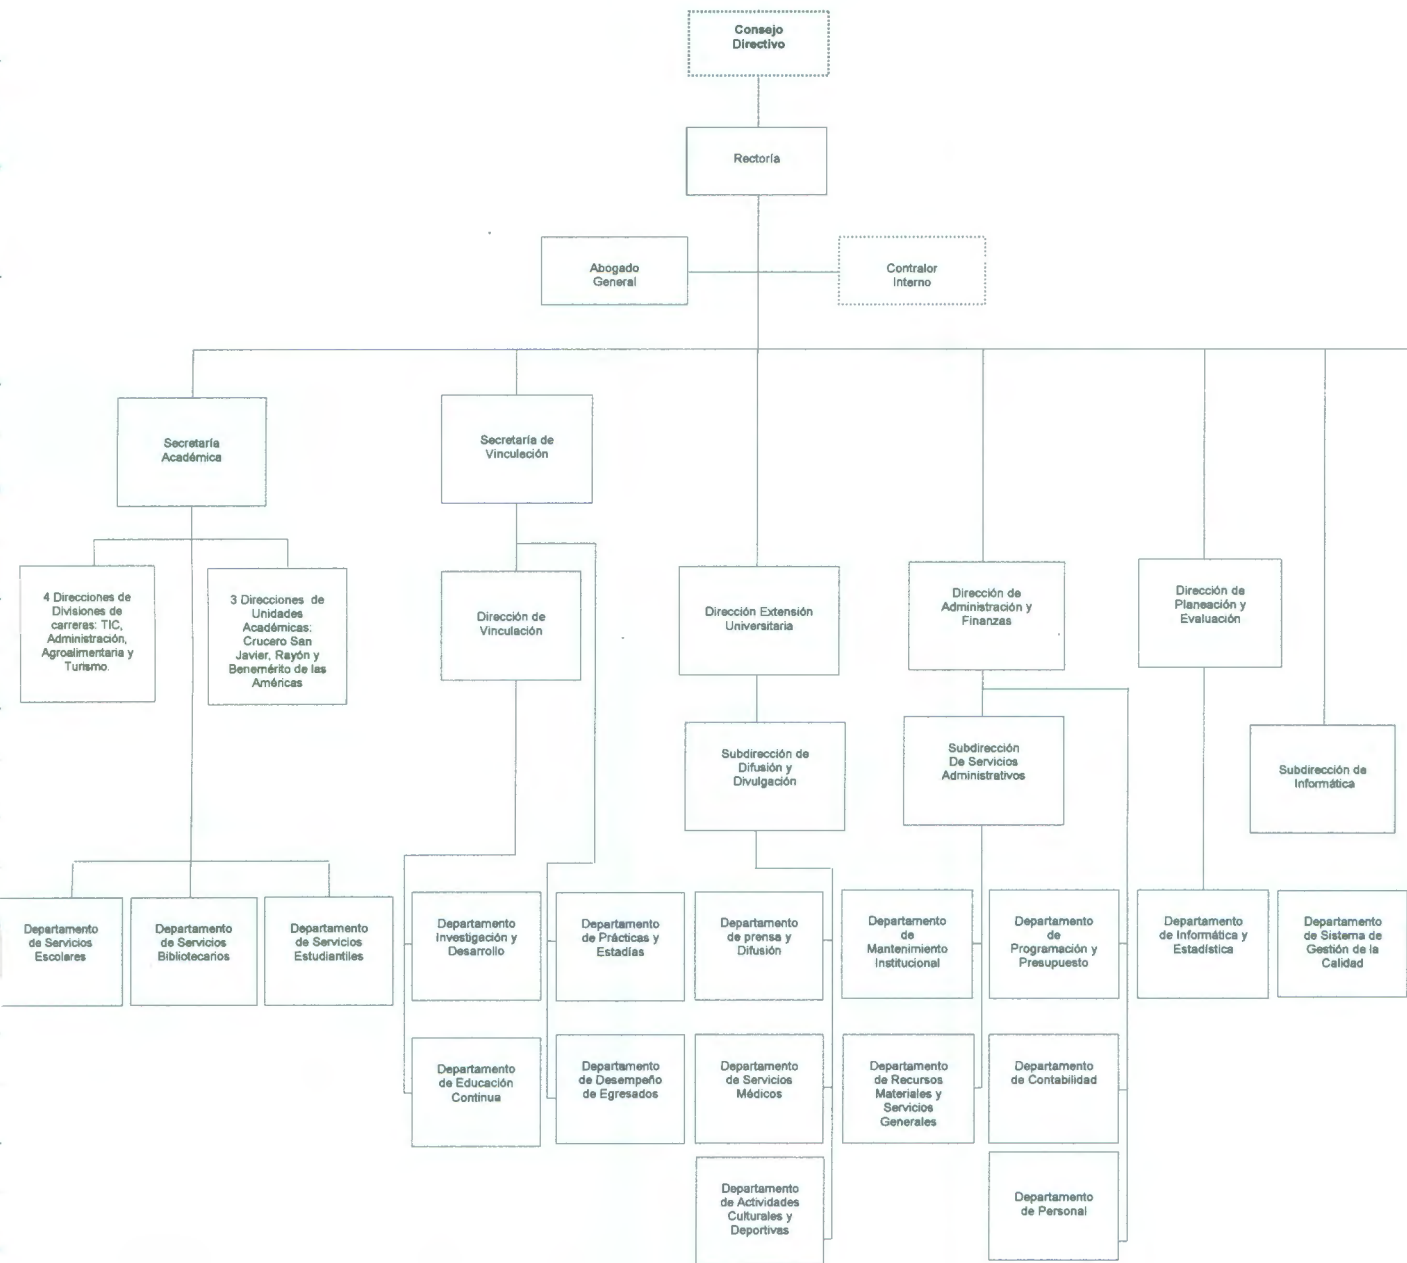 Consejo
Directivo
Rectoría
Abogado
General
Contralor
Interno
Secretaría
Académica
Secretaría de
Vinculación
4 Direcciones de
Divisiones de
carreras: TIC,
Administración,
Agroalimentaria y
Turismo.
3 Direcciones de
Unidades
Académicas:
Crucero San
Javier, Rayón y
Benemérito de las
Américas
Dirección de
Vinculación
Dirección Extensión
Universitaria
Dirección de
Administración y
Finanzas
Dirección de
Planeación y
Evaluación
Subdirección de
Difusión y
Divulgación
Subdirección
De Servicios
Administrativos
Subdirección de
Informática
Departamento
de Servicios
Escolares
Departamento
de Servicios
Bibliotecarios
Departamento
de Servicios
Estudiantiles
Departamento
Investigación y
Desarrollo
Departamento
de Prácticas y
Estadías
Departamento
de prensa y
Difusión
Departamento
de
Mantenimiento
Institucional
Departamento
de
Programación y
Presupuesto
Departamento
de Informática y
Estadística
Departamento
de Sistema de
Gestión de la
Calidad
Departamento
de Educación
Continua
Departamento
de Desempeño
de Egresados
Departamento
de Servicios
Médicos
Departamento
de Recursos
Materiales y
Servicios
Generales
Departamento
de Contabilidad
Departamento
de Actividades
Culturales y
Deportivas
Departamento
de Personal